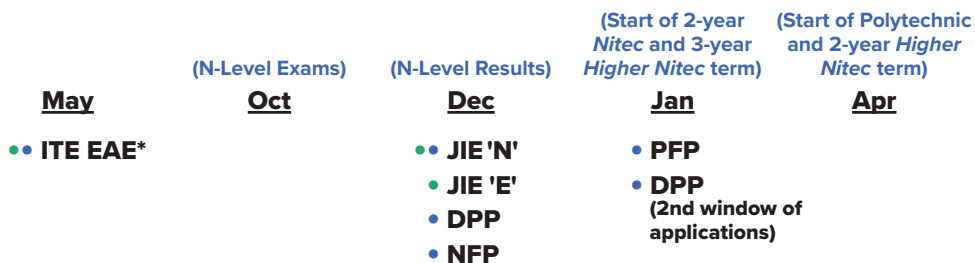 (Start of 2-year
Nitec and 3-year
Higher Nitec term)
(Start of Polytechnic
and 2-year Higher
Nitec term)
(N-Level Exams)
(N-Level Results)
May
Oct
Dec
Jan
Apr
•• ITE EAE*
•• JIE 'N'
• JIE 'E'
• DPP
• NFP
• PFP
• DPP
(2nd window of
applications)